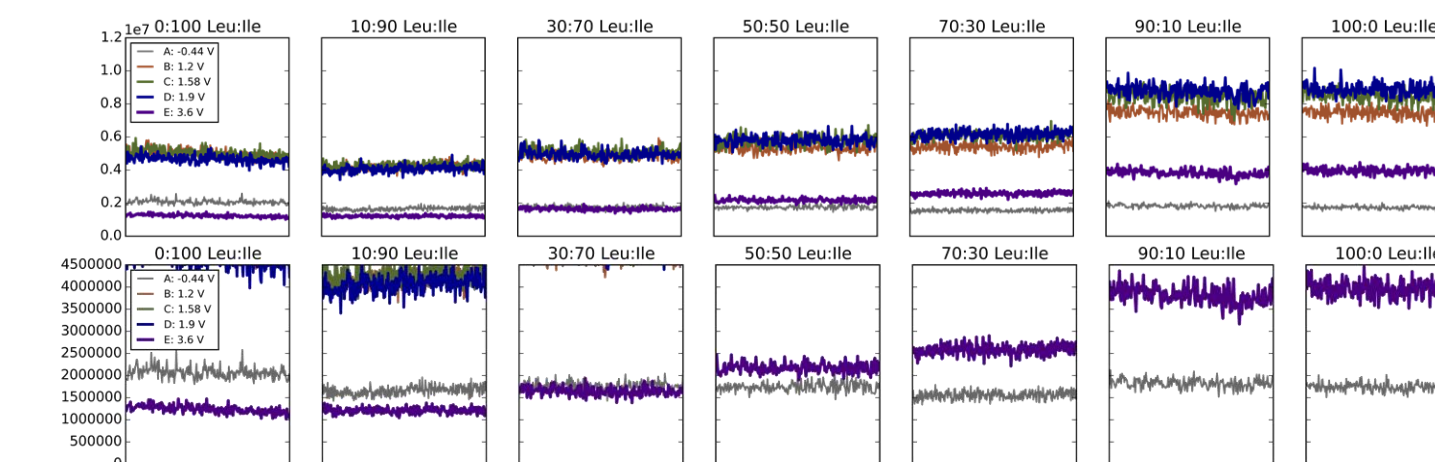 1e7 0:100 Leu:Ile 10:90 Leu:Ile 30:70 Leu:Ile 50:50 Leu:Ile 70:30 Leu:Ile 90:10 Leu:Ile 100:0 Leu:Ile
1.2
A: -0.44 V
B: 1.2 V
C: 1.58 V
D: 1.9 V
E: 3.6 V
1.0
0.8
0.6
0.4
0.2
0.0
0:100 Leu:Ile 10:90 Leu:Ile 30:70 Leu:Ile 50:50 Leu:Ile 70:30 Leu:Ile 90:10 Leu:Ile 100:0 Leu:Ile
4500000
A: -0.44 V
B: 1.2 V
C: 1.58 V
D: 1.9 V
E: 3.6 V
4000000
3500000
3000000
2500000
2000000
1500000
1000000
500000